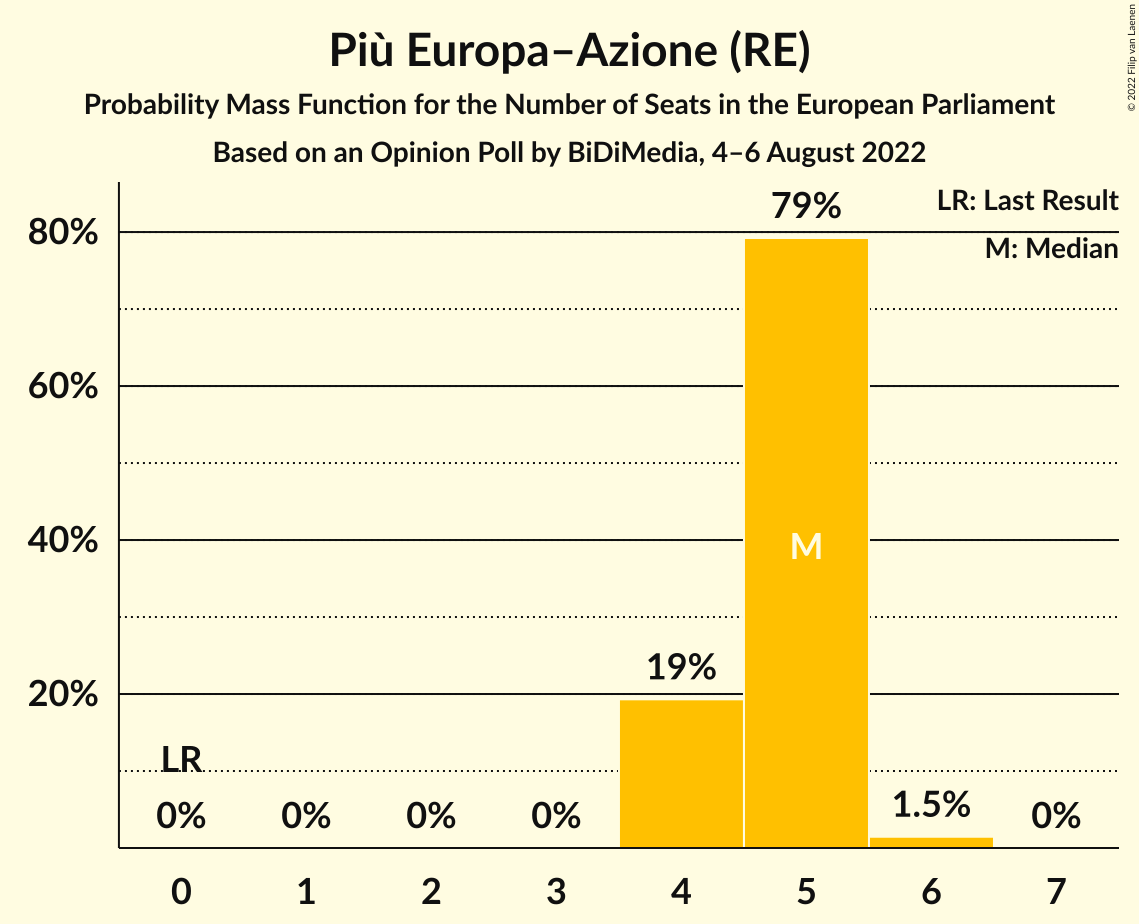 Più Europa–Azione (RE)
Probability Mass Function for the Number of Seats in the European Parliament
Based on an Opinion Poll by BiDiMedia, 4–6 August 2022
© 2022 Filip van Laenen
LR: Last Result
M: Median
80%
60%
40%
20%
LR
0%
0%
0%
0%
19%
79%
M
1.5%
0%
0
1
2
3
4
5
6
7